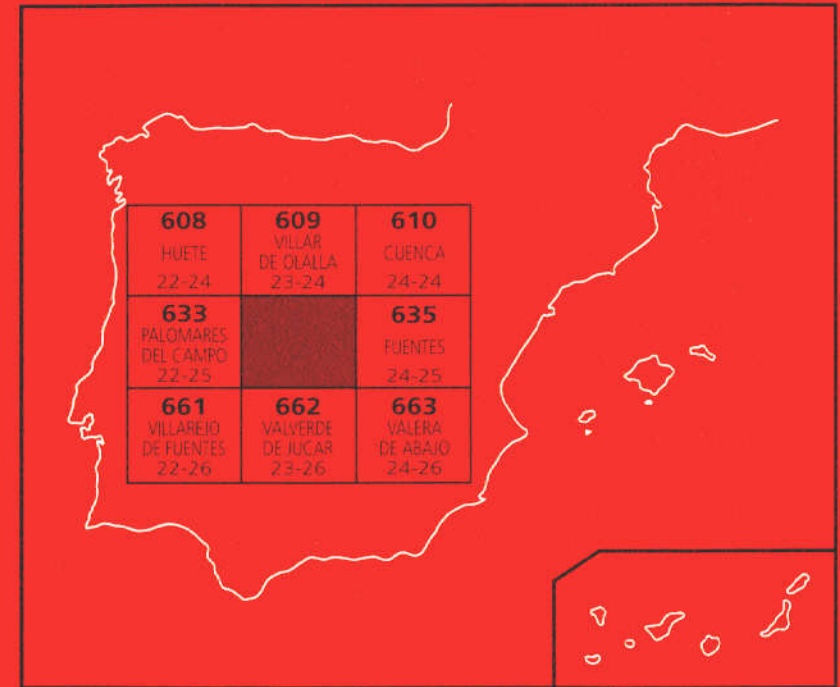 608
HUETE
22-24
609
VILLAR
DE OLALLA
23-24
610
CUENCA
24-24
633
PALOMARES
DEL CAMPO
22-25
635
FUENTES
24-25
661
VILLAREJO
DE FUENTES
22-26
662
VALVERDE
DE JUCAR
23-26
663
VALERA
DE ABAJO
24-26